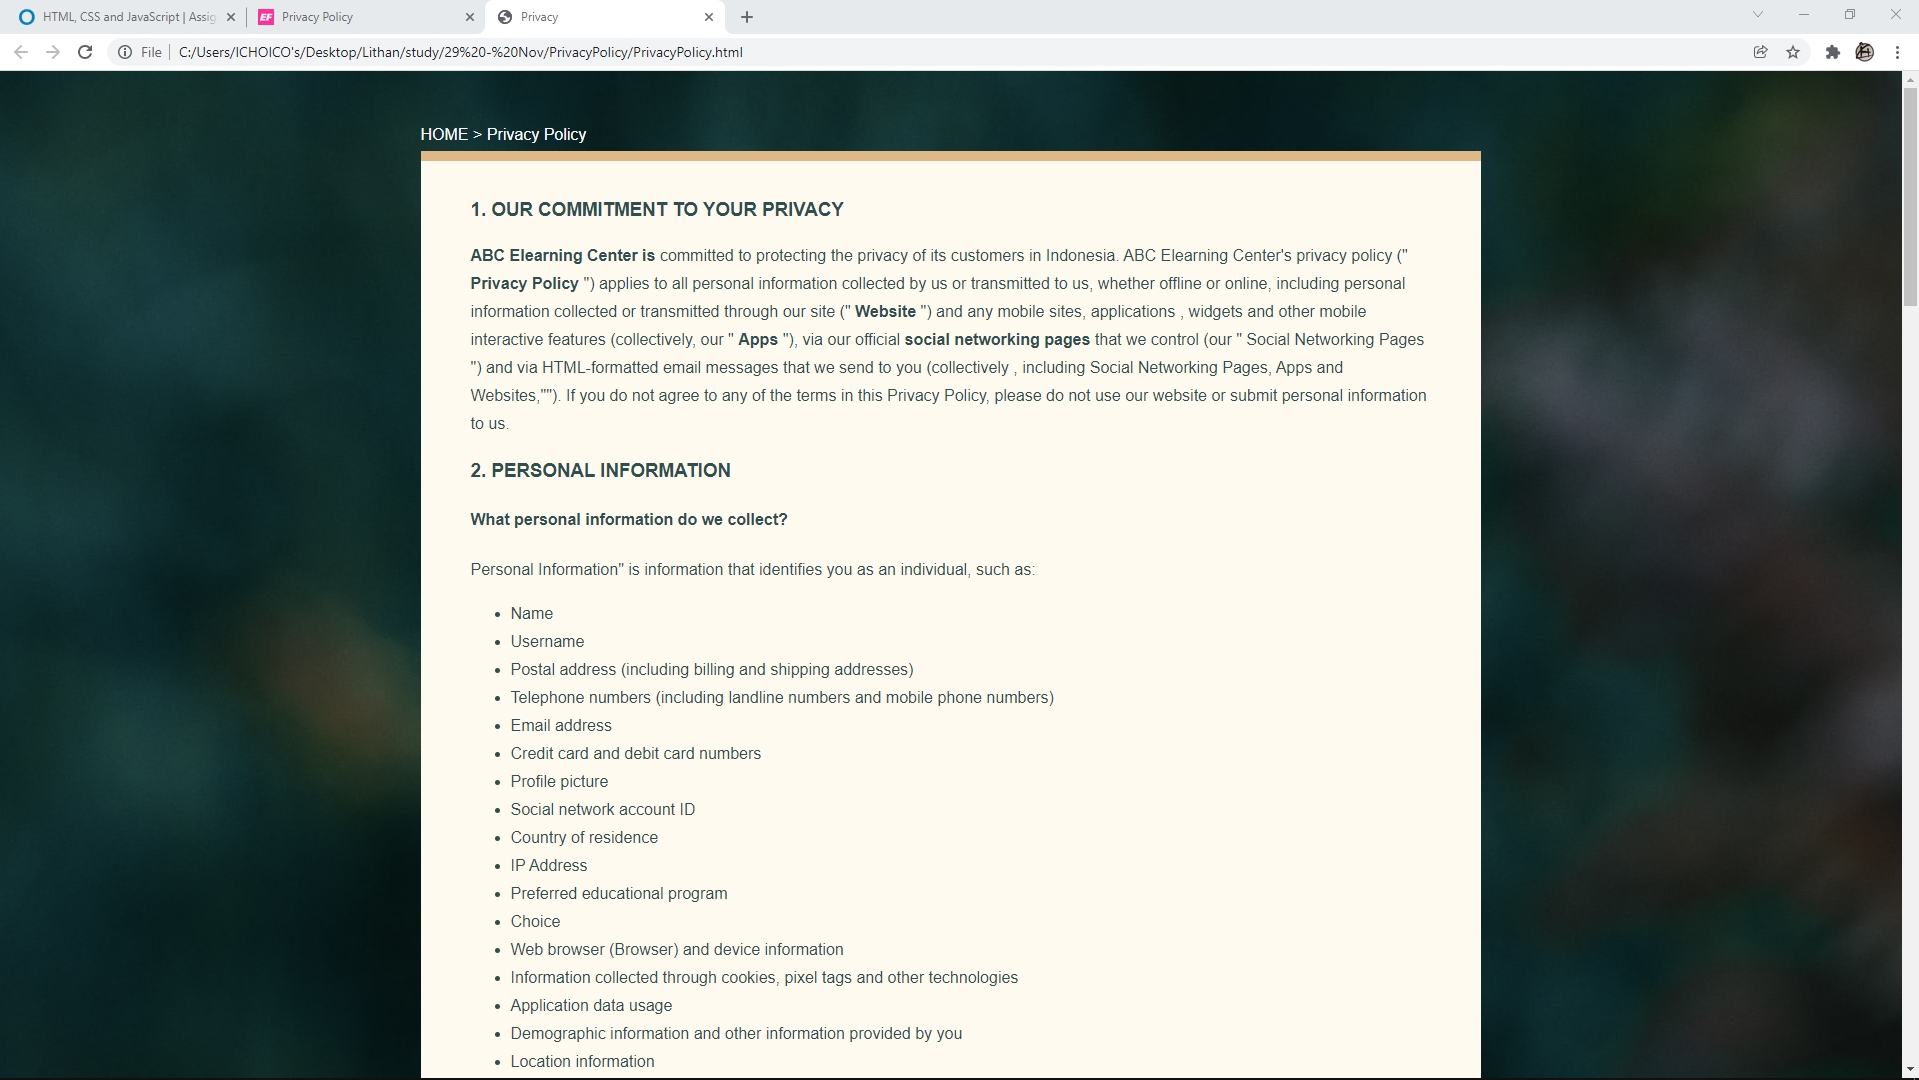 HTML, CSS and JavaScript | Assig
Privacy Policy
Privacy
File
C:/Users/ICHOICO's/Desktop/Lithan/study/29%20-%20Nov/PrivacyPolicy/PrivacyPolicy.html
HOME > Privacy Policy
1. OUR COMMITMENT TO YOUR PRIVACY
ABC Elearning Center is committed to protecting the privacy of its customers in Indonesia. ABC Elearning Center's privacy policy ("
Privacy Policy ") applies to all personal information collected by us or transmitted to us, whether offline or online, including personal
information collected or transmitted through our site (" Website ") and any mobile sites, applications , widgets and other mobile
interactive features (collectively, our " Apps "), via our official social networking pages that we control (our " Social Networking Pages
") and via HTML-formatted email messages that we send to you (collectively , including Social Networking Pages, Apps and
Websites,""). If you do not agree to any of the terms in this Privacy Policy, please do not use our website or submit personal information
to us.
2. PERSONAL INFORMATION
What personal information do we collect?
Personal Information" is information that identifies you as an individual, such as:
• Name
• Username
• Postal address (including billing and shipping addresses)
• Telephone numbers (including landline numbers and mobile phone numbers)
• Email address
• Credit card and debit card numbers
• Profile picture
• Social network account ID
• Country of residence
• IP Address
• Preferred educational program
• Choice
• Web browser (Browser) and device information
• Information collected through cookies, pixel tags and other technologies
• Application data usage
• Demographic information and other information provided by you
• Location information